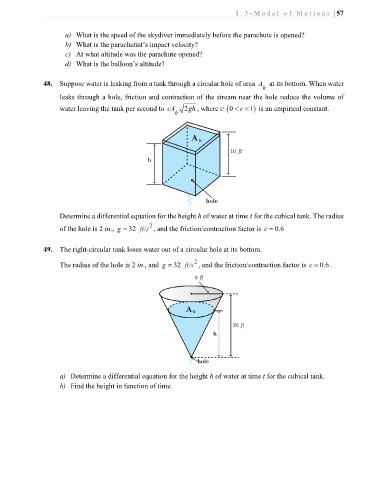 1.3-Model of Motions | 57
a) What is the speed of the skydiver immediately before the parachute is opened?
b) What is the parachutist's impact velocity?
c) At what altitude was the parachute opened?
d) What is the balloon's altitude?
48. Suppose water is leaking from a tank through a circular hole of area A_h at its bottom. When water
leaks through a hole, friction and contraction of the stream near the hole reduce the volume of
water leaving the tank per second to cA_h √2gh , where c (0 < c < 1) is an empirical constant.
A_w
10 ft
h
hole
Determine a differential equation for the height h of water at time t for the cubical tank. The radius
of the hole is 2 in., g = 32 ft/s², and the friction/contraction factor is c = 0.6
49. The right-circular tank loses water out of a circular hole at its bottom.
The radius of the hole is 2 in., and g = 32 ft/s², and the friction/contraction factor is c = 0.6.
8 ft
A_w
20 ft
h
hole
a) Determine a differential equation for the height h of water at time t for the cubical tank.
b) Find the height in function of time.